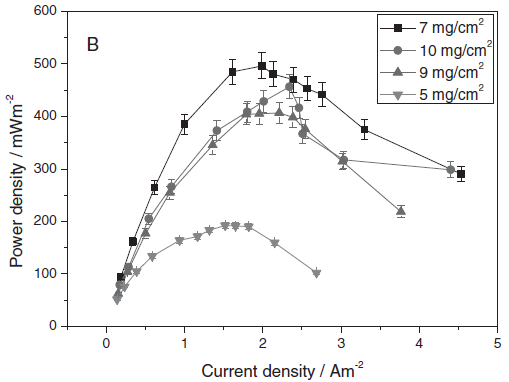 B
7 mg/cm²
10 mg/cm²
9 mg/cm²
5 mg/cm²
Power density / mWm⁻²
600
500
400
300
200
100
0
0 1 2 3 4 5
Current density / Am⁻²